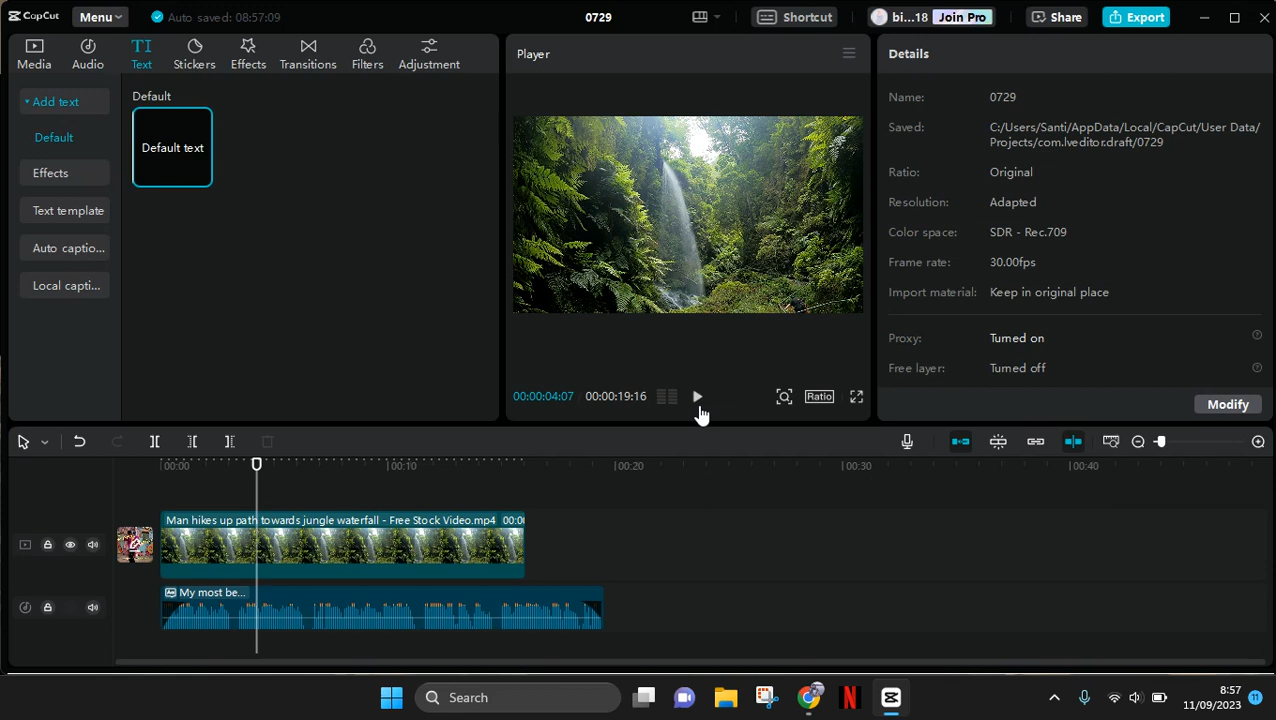 CapCut
Menu
Auto saved: 08:57:09
0729
Shortcut
bi...18
Join Pro
Share
Export
Media
Audio
TI
Text
Stickers
Effects
Transitions
Filters
Adjustment
Add text
Default
Effects
Text template
Auto captio...
Local capti...
Default
Default text
Player
00:00:04:07
00:00:19:16
Ratio
Details
Name: 0729
Saved: C:/Users/Santi/AppData/Local/CapCut/User Data/
Projects/com.lveditor.draft/0729
Ratio: Original
Resolution: Adapted
Color space: SDR - Rec.709
Frame rate: 30.00fps
Import material: Keep in original place
Proxy: Turned on
Free layer: Turned off
Modify
00:00
00:10
00:20
00:30
00:40
Man hikes up path towards jungle waterfall - Free Stock Video.mp4 00:0
My most be...
Search
8:57
11/09/2023
11